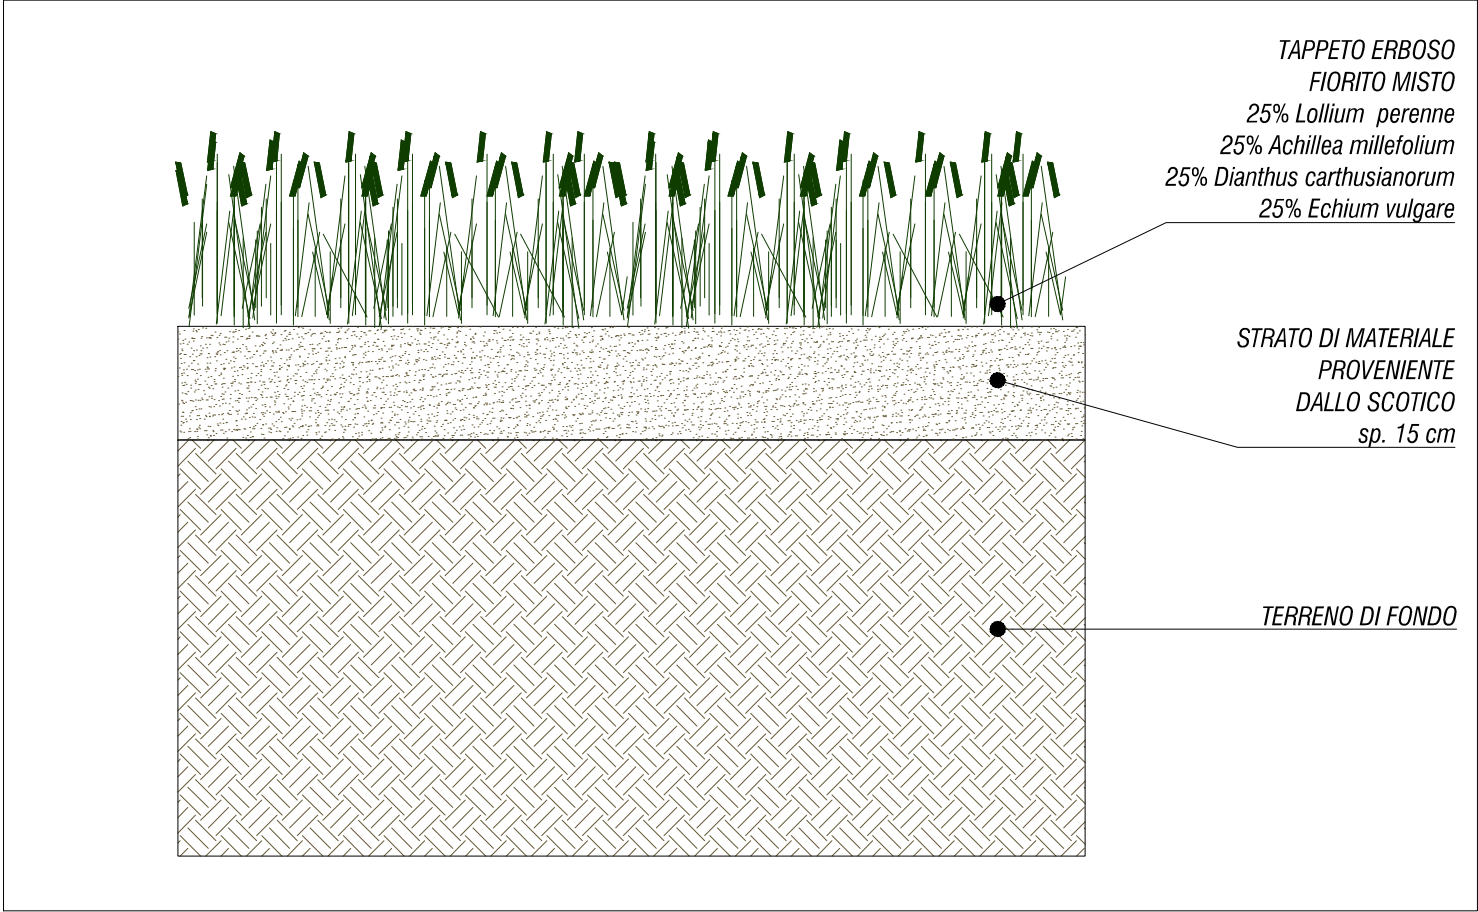 TAPPETO ERBOSO
FIORITO MISTO
25% Lollium perenne
25% Achillea millefolium
25% Dianthus carthusianorum
25% Echium vulgare
STRATO DI MATERIALE
PROVENIENTE
DALLO SCOTICO
sp. 15 cm
TERRENO DI FONDO